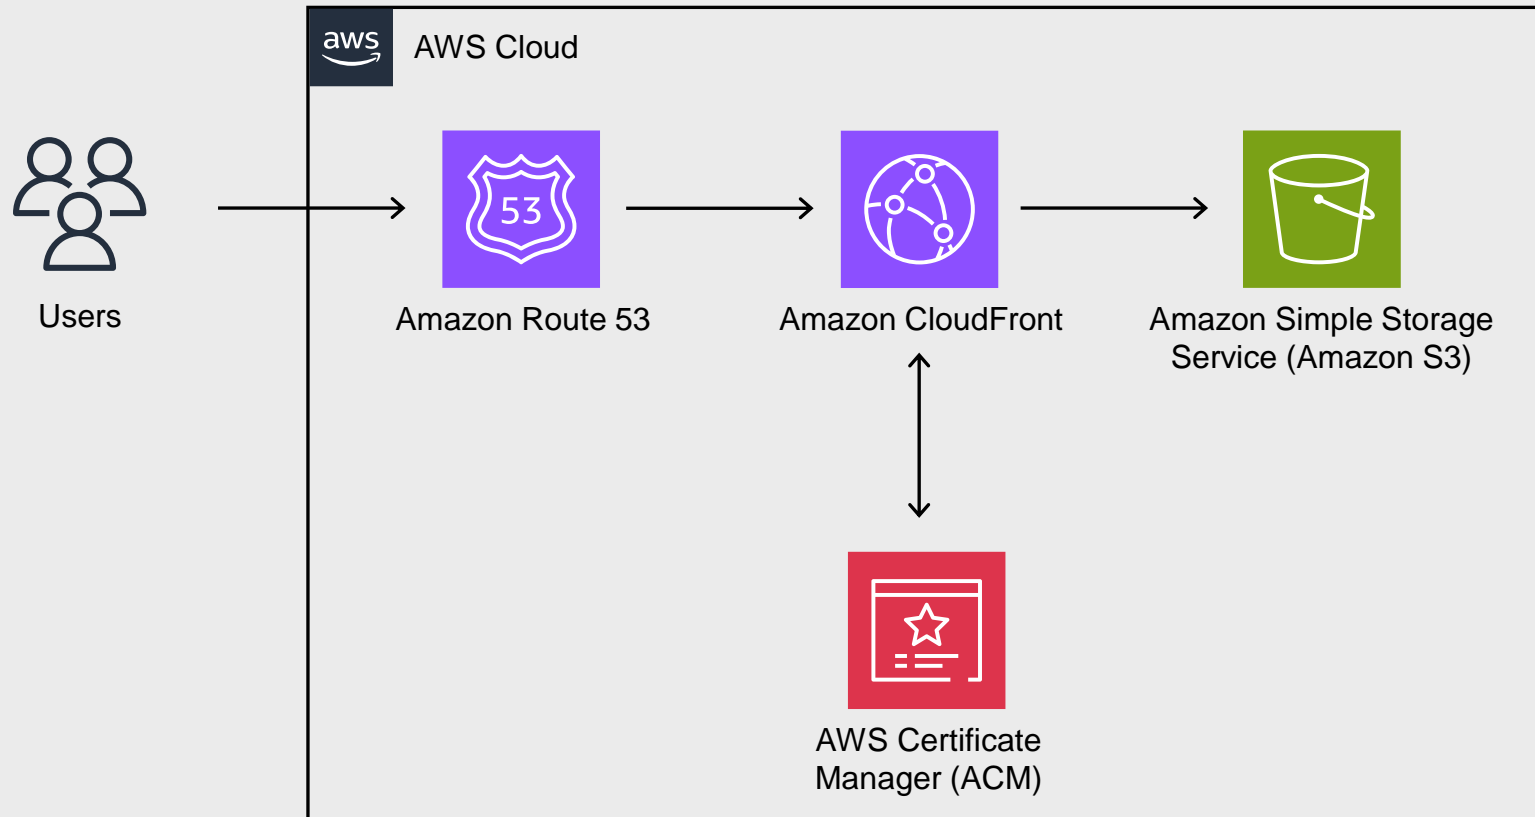 aws
AWS Cloud
53
Users
Amazon Route 53
Amazon CloudFront
Amazon Simple Storage
Service (Amazon S3)
AWS Certificate
Manager (ACM)